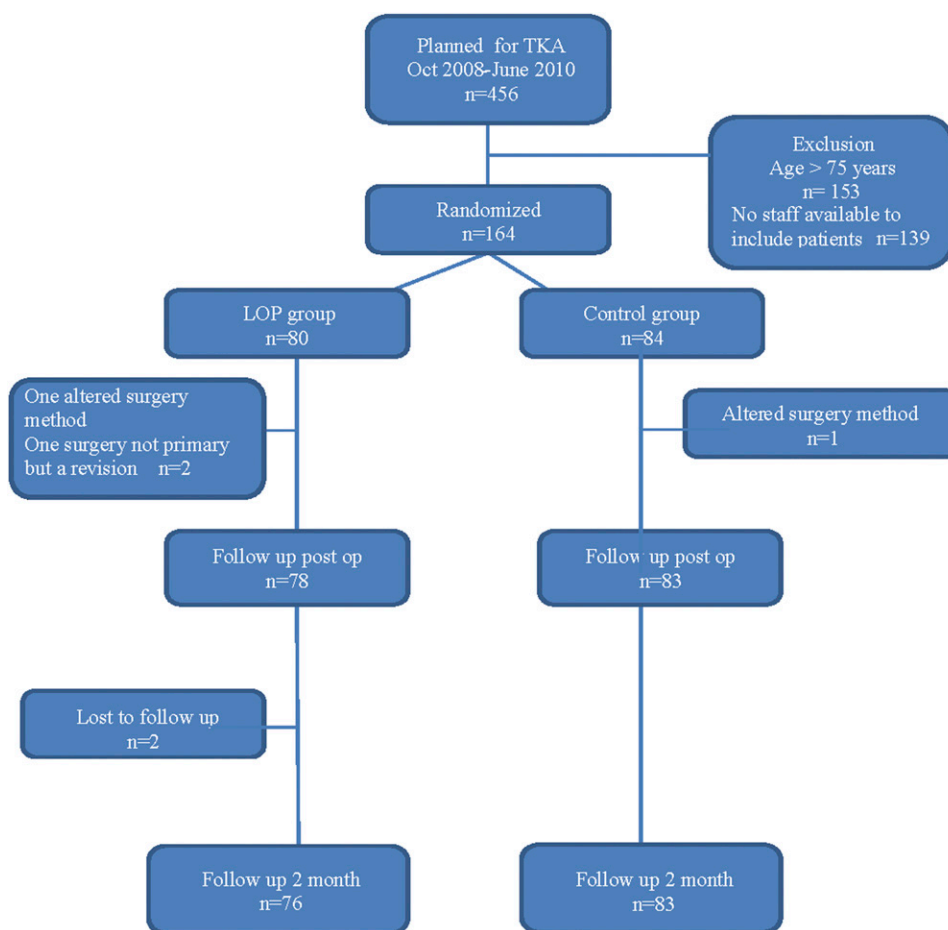 Planned for TKA
Oct 2008-June 2010
n=456
Exclusion
Age > 75 years
n= 153
No staff available to
include patients n=139
Randomized
n=164
LOP group
n=80
Control group
n=84
One altered surgery
method
One surgery not primary
but a revision n=2
Altered surgery method
n=1
Follow up post op
n=78
Follow up post op
n=83
Lost to follow up
n=2
Follow up 2 month
n=76
Follow up 2 month
n=83